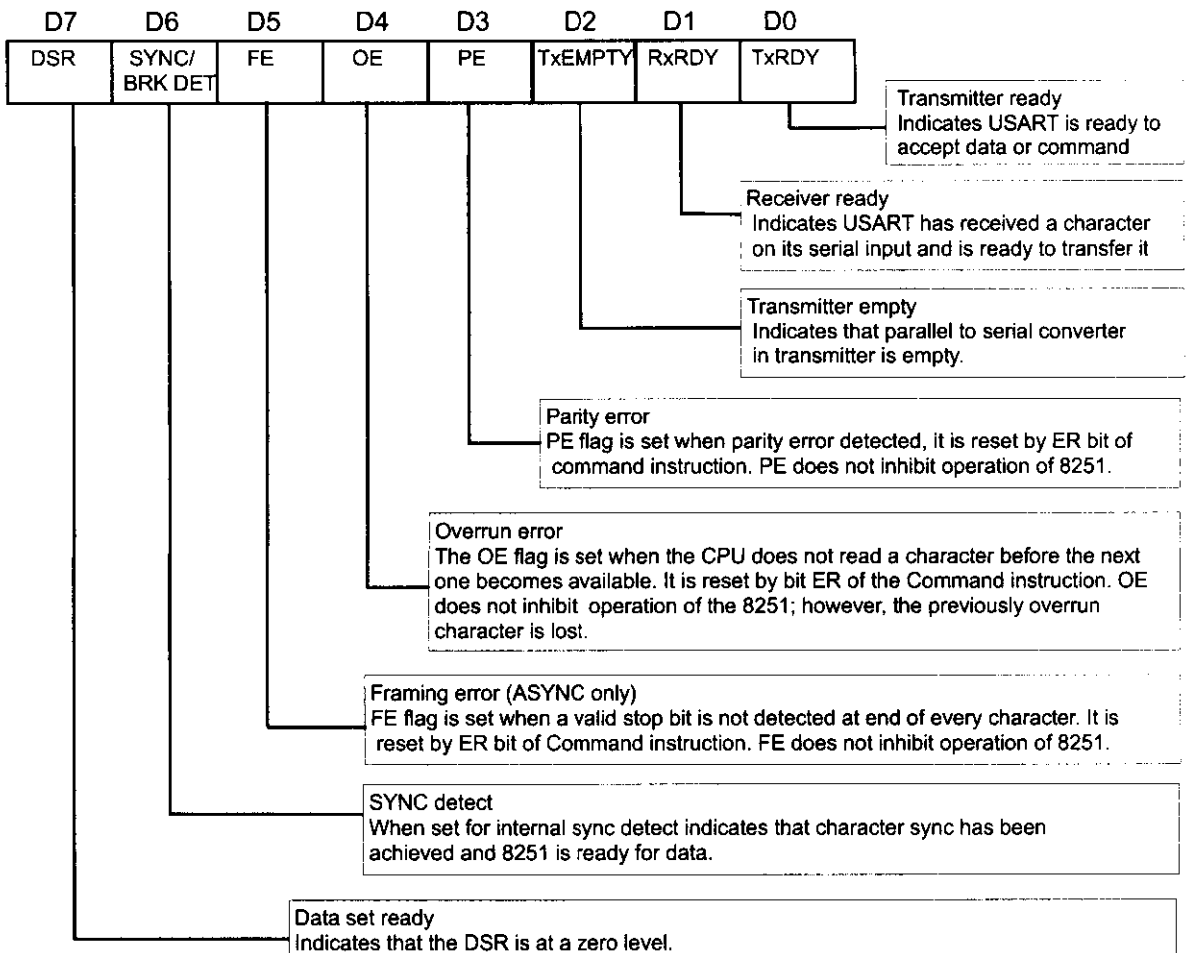 D7 D6 D5 D4 D3 D2 D1 D0
DSR SYNC/ BRK DET FE OE PE TxEMPTY RxRDY TxRDY
Transmitter ready
Indicates USART is ready to
accept data or command
Receiver ready
Indicates USART has received a character
on its serial input and is ready to transfer it
Transmitter empty
Indicates that parallel to serial converter
in transmitter is empty.
Parity error
PE flag is set when parity error detected, it is reset by ER bit of
command instruction. PE does not inhibit operation of 8251.
Overrun error
The OE flag is set when the CPU does not read a character before the next
one becomes available. It is reset by bit ER of the Command instruction. OE
does not inhibit operation of the 8251; however, the previously overrun
character is lost.
Framing error (ASYNC only)
FE flag is set when a valid stop bit is not detected at end of every character. It is
reset by ER bit of Command instruction. FE does not inhibit operation of 8251.
SYNC detect
When set for internal sync detect indicates that character sync has been
achieved and 8251 is ready for data.
Data set ready
Indicates that the DSR is at a zero level.